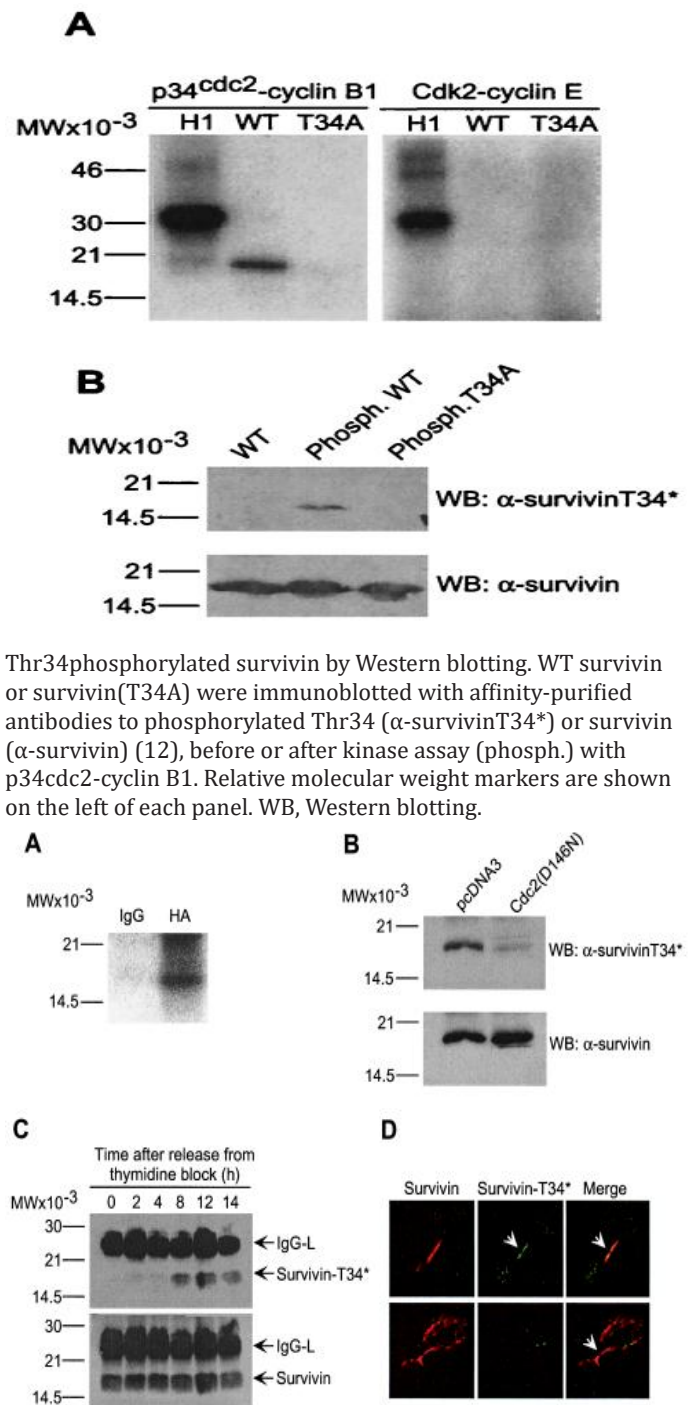 A
p34cdc2-cyclin B1 Cdk2-cyclin E
MWx10-3 H1 WT T34A H1 WT T34A
46
30
21
14.5
B
MWx10-3 WT Phosph. WT Phosph.T34A
21
14.5
WB: α-survivinT34*
21
14.5
WB: α-survivin
Thr34phosphorylated survivin by Western blotting. WT survivin
or survivin(T34A) were immunoblotted with affinity-purified
antibodies to phosphorylated Thr34 (α-survivinT34*) or survivin
(α-survivin) (12), before or after kinase assay (phosph.) with
p34cdc2-cyclin B1. Relative molecular weight markers are shown
on the left of each panel. WB, Western blotting.
A
MWx10-3 IgG HA
21
14.5
B
MWx10-3 pcDNA3 Cdc2(D146N)
21
14.5
WB: α-survivinT34*
21
14.5
WB: α-survivin
C
Time after release from
thymidine block (h)
MWx10-3 0 2 4 8 12 14
30
21
14.5
IgG-L
Survivin-T34*
30
21
14.5
IgG-L
Survivin
D
Survivin Survivin-T34* Merge